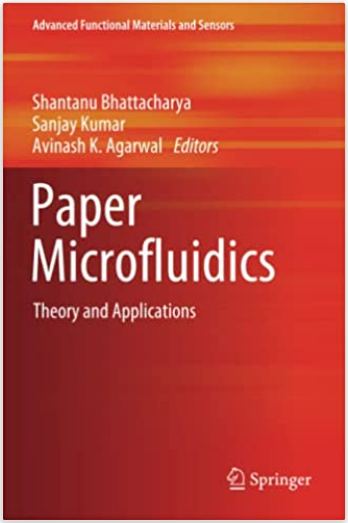 Advanced Functional Materials and Sensors
Shantanu Bhattacharya
Sanjay Kumar
Avinash K. Agarwal Editors
Paper
Microfluidics
Theory and Applications
Springer